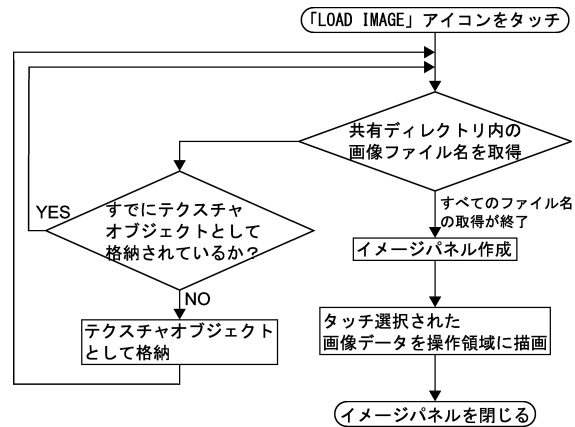 「LOAD IMAGE」アイコンをタッチ
共有ディレクトリ内の
画像ファイル名を取得
すべてのファイル名
の取得が終了
YES
すでにテクスチャ
オブジェクトとして
格納されているか？
NO
テクスチャオブジェクト
として格納
イメージパネル作成
タッチ選択された
画像データを操作領域に描画
イメージパネルを閉じる